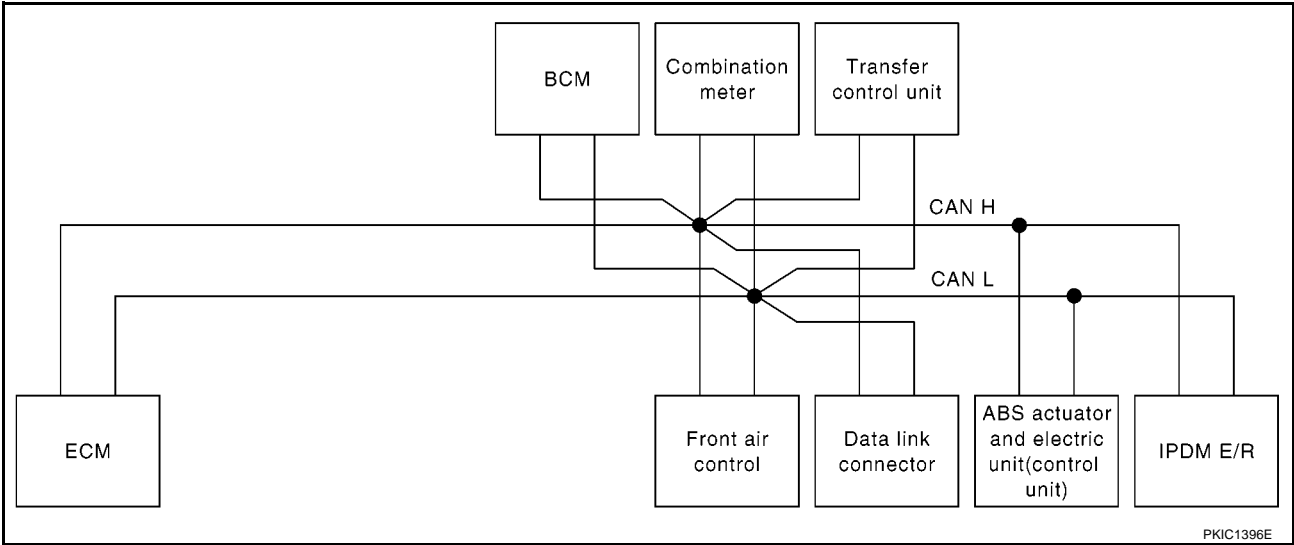 BCM
Combination
meter
Transfer
control unit
CAN H
CAN L
ECM
Front air
control
Data link
connector
ABS actuator
and electric
unit(control
unit)
IPDM E/R
PKIC1396E